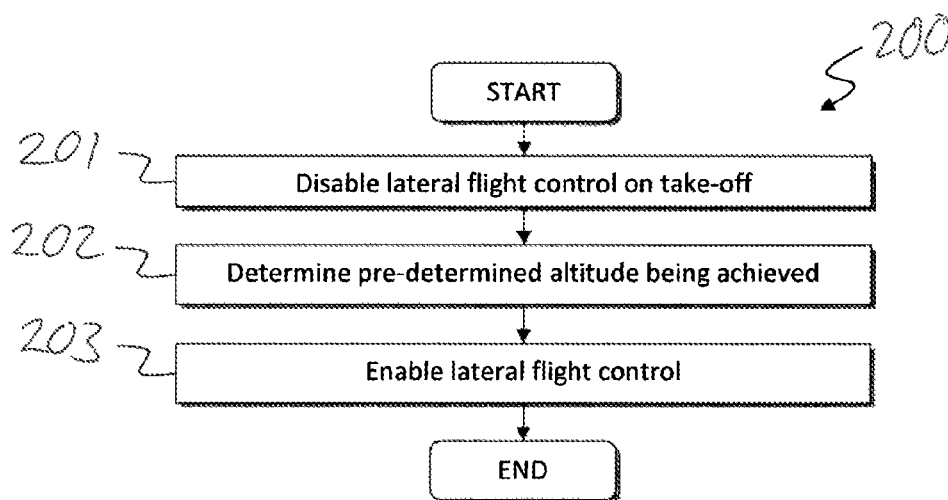 200
START
201
Disable lateral flight control on take-off
202
Determine pre-determined altitude being achieved
203
Enable lateral flight control
END